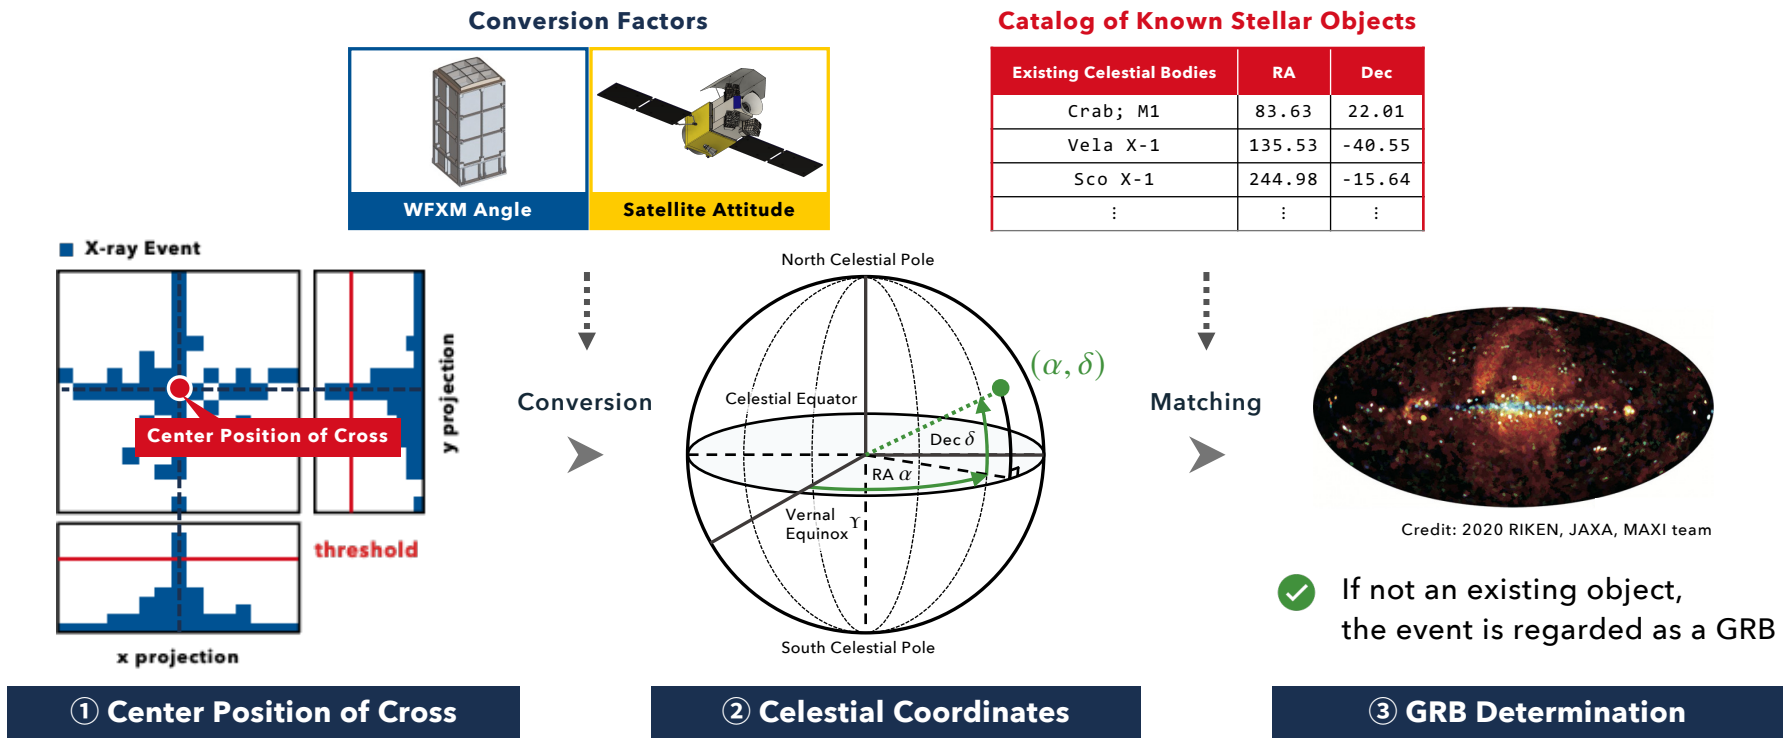 Conversion Factors
WFXM Angle
Satellite Attitude
Catalog of Known Stellar Objects
Existing Celestial Bodies RA Dec
Crab; M1 83.63 22.01
Vela X-1 135.53 -40.55
Sco X-1 244.98 -15.64
⋮ ⋮ ⋮
X-ray Event
y projection
Center Position of Cross
threshold
x projection
Conversion
North Celestial Pole
(α, δ)
Celestial Equator
Dec δ
RA α
Vernal
Equinox ♈
South Celestial Pole
Matching
Credit: 2020 RIKEN, JAXA, MAXI team
If not an existing object,
the event is regarded as a GRB
① Center Position of Cross
② Celestial Coordinates
③ GRB Determination